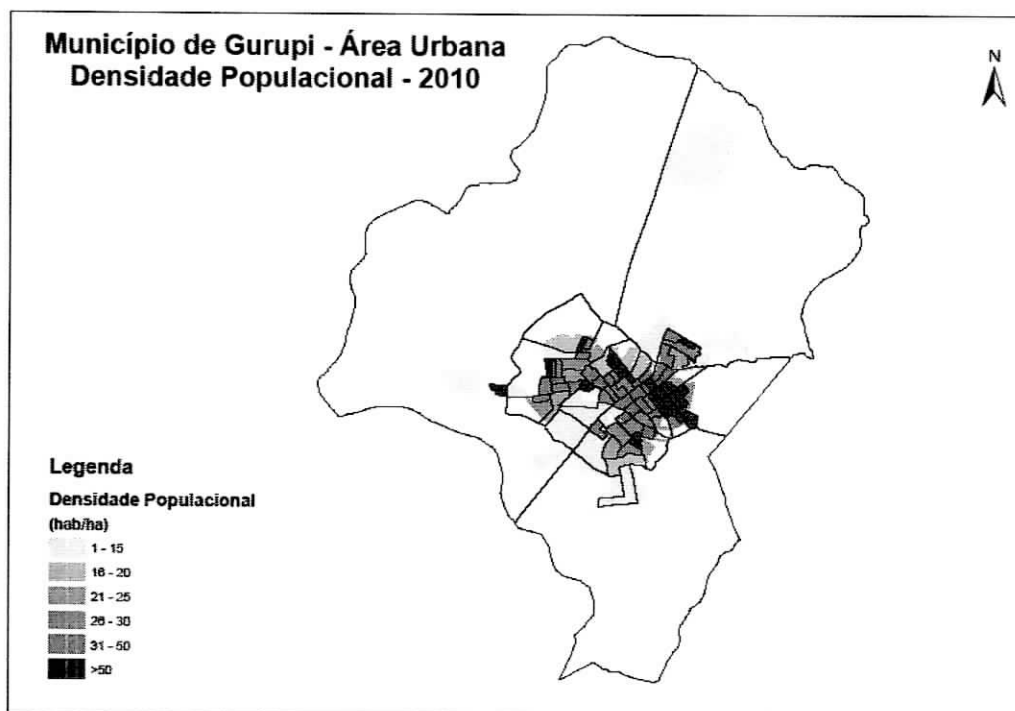 Município de Gurupi - Área Urbana
Densidade Populacional - 2010
N
Legenda
Densidade Populacional
(hab/ha)
1 - 15
16 - 20
21 - 25
26 - 30
31 - 50
>50